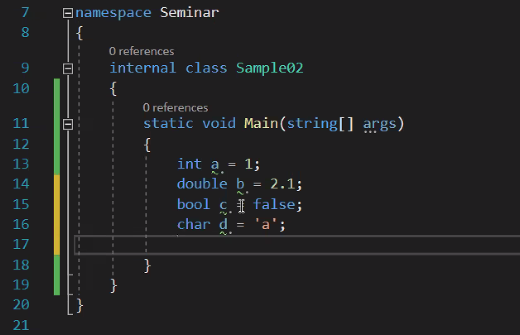 7 namespace Seminar
8 {
0 references
9 internal class Sample02
10 {
0 references
11 static void Main(string[] args)
12 {
13 int a = 1;
14 double b = 2.1;
15 bool c = false;
16 char d = 'a';
17
18 }
19 }
20 }
21